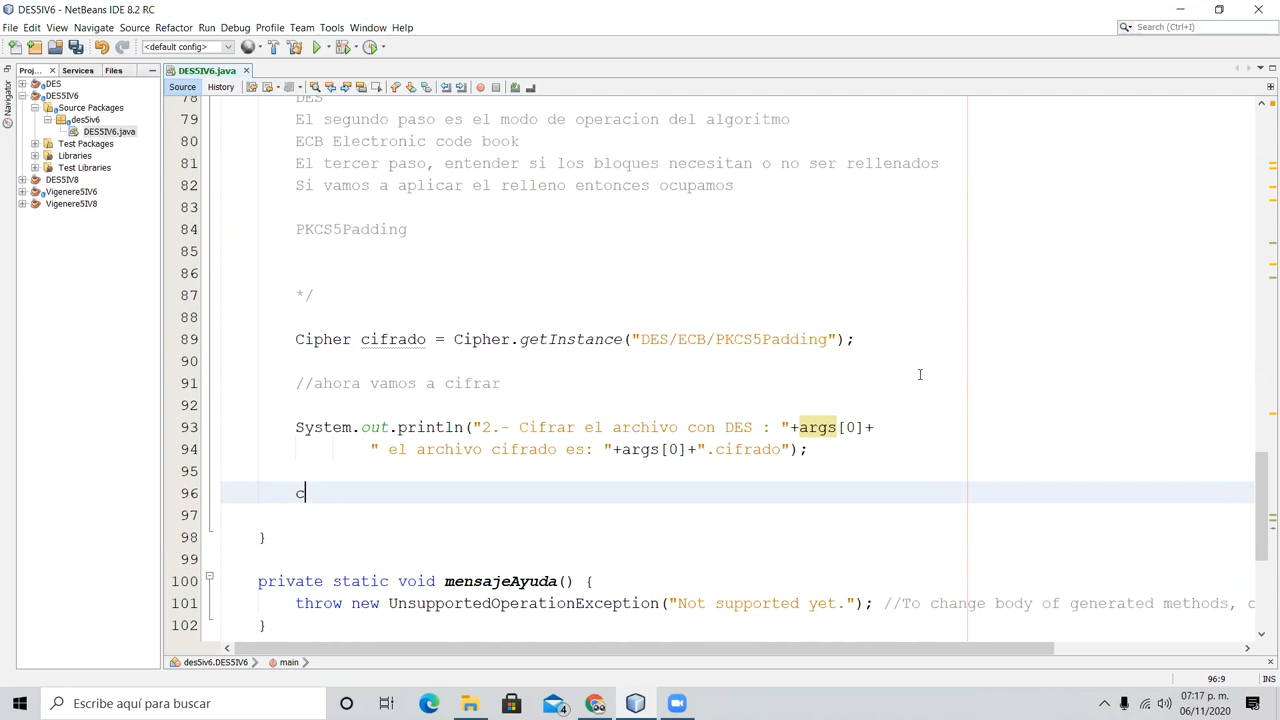 DES5IV6 - NetBeans IDE 8.2 RC
File Edit View Navigate Source Refactor Run Debug Profile Team Tools Window Help
Search (Ctrl+I)
<default config>
Proj... Services Files
DES5IV6.java
Navigator
Source History
DES
DES5IV6
Source Packages
des5iv6
DES5IV6.java
Test Packages
Libraries
Test Libraries
DES5IV8
Vigenere5IV6
Vigenere5IV8
78 DES
79 El segundo paso es el modo de operacion del algoritmo
80 ECB Electronic code book
81 El tercer paso, entender si los bloques necesitan o no ser rellenados
82 Si vamos a aplicar el relleno entonces ocupamos
83
84 PKCS5Padding
85
86
87 */
88
89 Cipher cifrado = Cipher.getInstance("DES/ECB/PKCS5Padding");
90
91 //ahora vamos a cifrar
92
93 System.out.println("2.- Cifrar el archivo con DES : "+args[0]+
94 " el archivo cifrado es: "+args[0]+".cifrado");
95
96 c
97
98 }
99
100 private static void mensajeAyuda() {
101 throw new UnsupportedOperationException("Not supported yet."); //To change body of generated methods, c
102 }
des5iv6.DES5IV6 main
96:9 INS
Escribe aquí para buscar
4
07:17 p. m.
06/11/2020